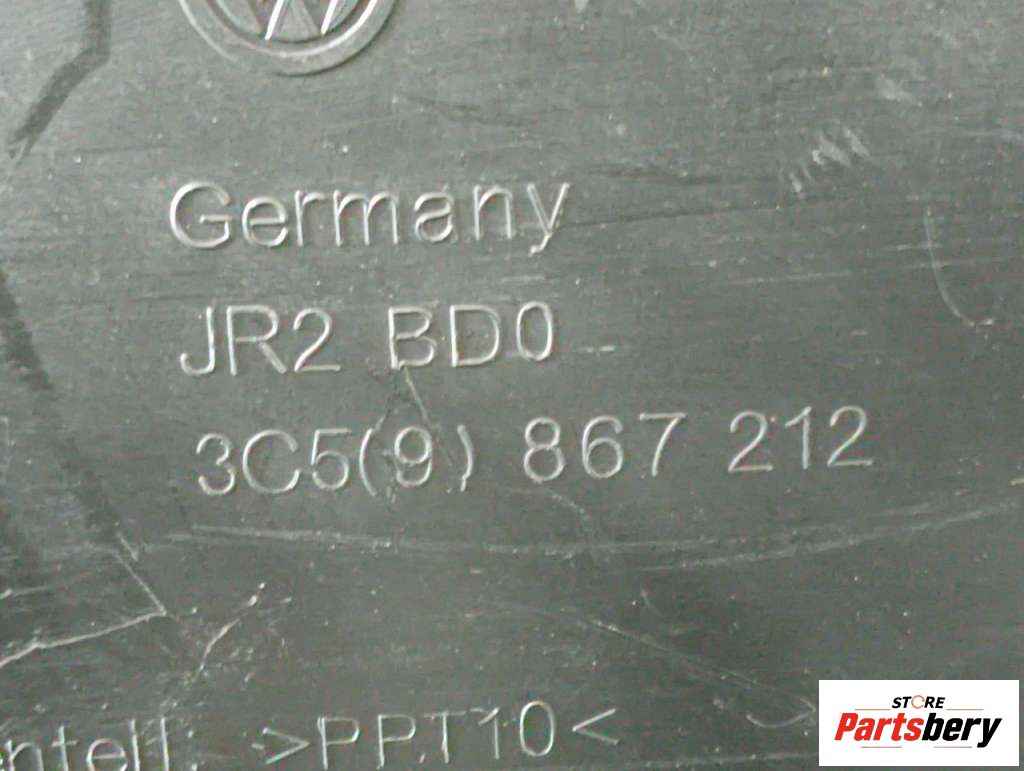 Germany
JR2 BD0
3C5(9) 867 212
>PP.T10<
STORE
Partsbery